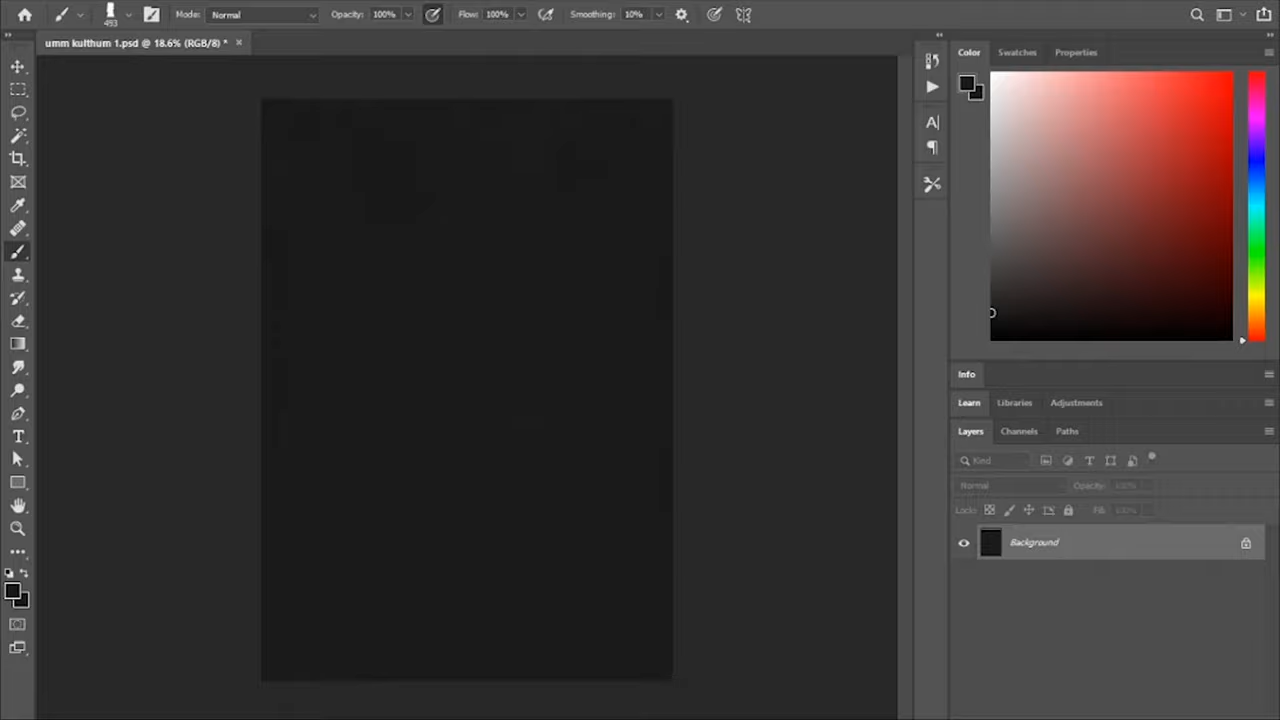 Mode: Normal Opacity: 100% Flow: 100% Smoothing: 10%
493
umm kulthum 1.psd @ 18.6% (RGB/8) * ×
Color Swatches Properties
Info
Learn Libraries Adjustments
Layers Channels Paths
Kind
Normal Opacity: 100%
Lock: Fill: 100%
Background